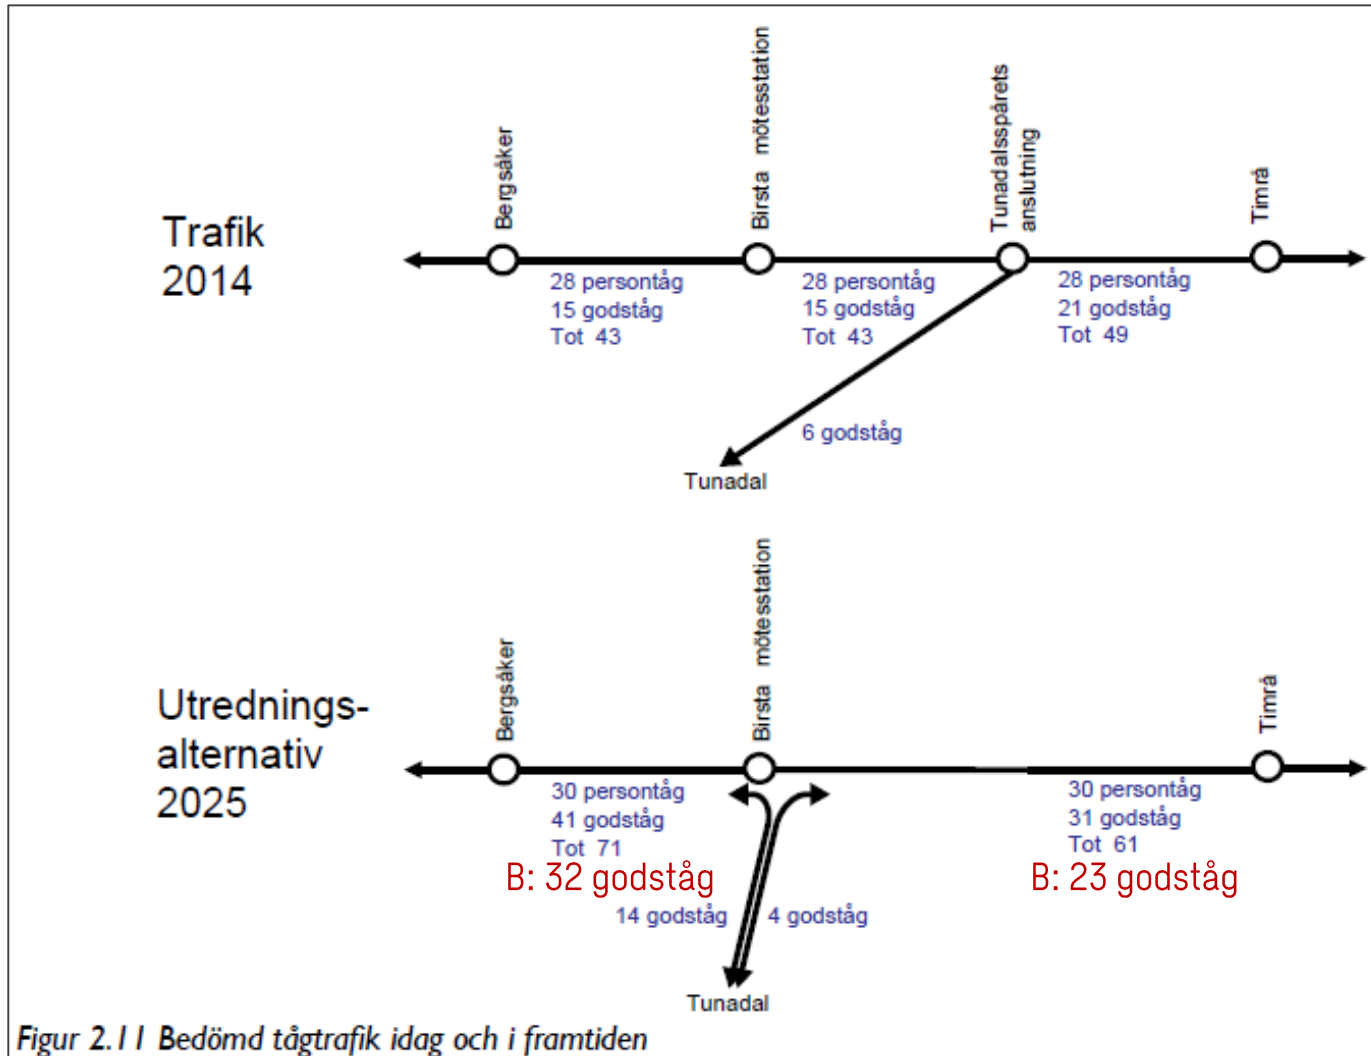 Trafik
2014
Bergsåker
Birsta mötesstation
Tunadalsspårets
anslutning
Timrå
28 persontåg
15 godståg
Tot 43
28 persontåg
15 godståg
Tot 43
28 persontåg
21 godståg
Tot 49
6 godståg
Tunadal
Utrednings-
alternativ
2025
Bergsåker
Birsta mötesstation
Timrå
30 persontåg
41 godståg
Tot 71
B: 32 godståg
30 persontåg
31 godståg
Tot 61
B: 23 godståg
14 godståg
4 godståg
Tunadal
Figur 2.11 Bedömd tågtrafik idag och i framtiden